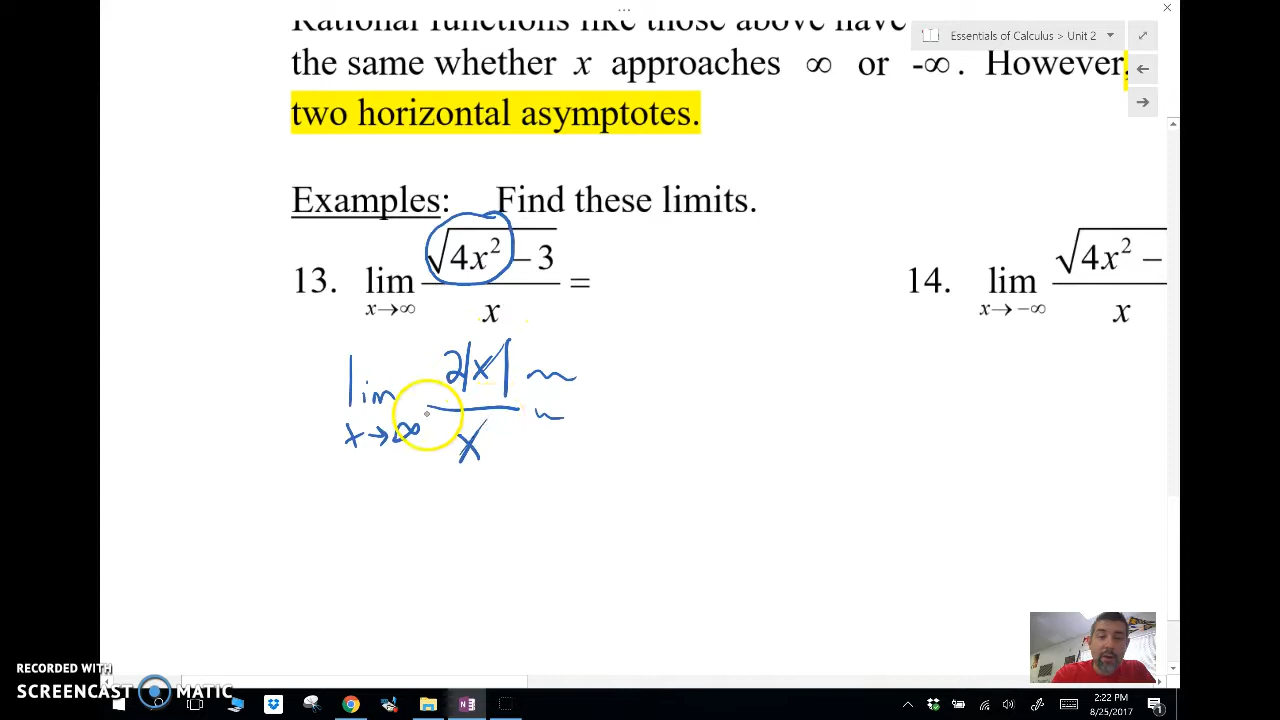 Rational functions like those above have
Essentials of Calculus > Unit 2
the same whether x approaches ∞ or -∞. However,
two horizontal asymptotes.
Examples: Find these limits.
13. lim x→∞ √4x² - 3 / x =
14. lim x→ -∞ √4x² - / x
lim x→∞ 2|x| / x
RECORDED WITH
SCREENCAST MATIC
2:22 PM
8/25/2017